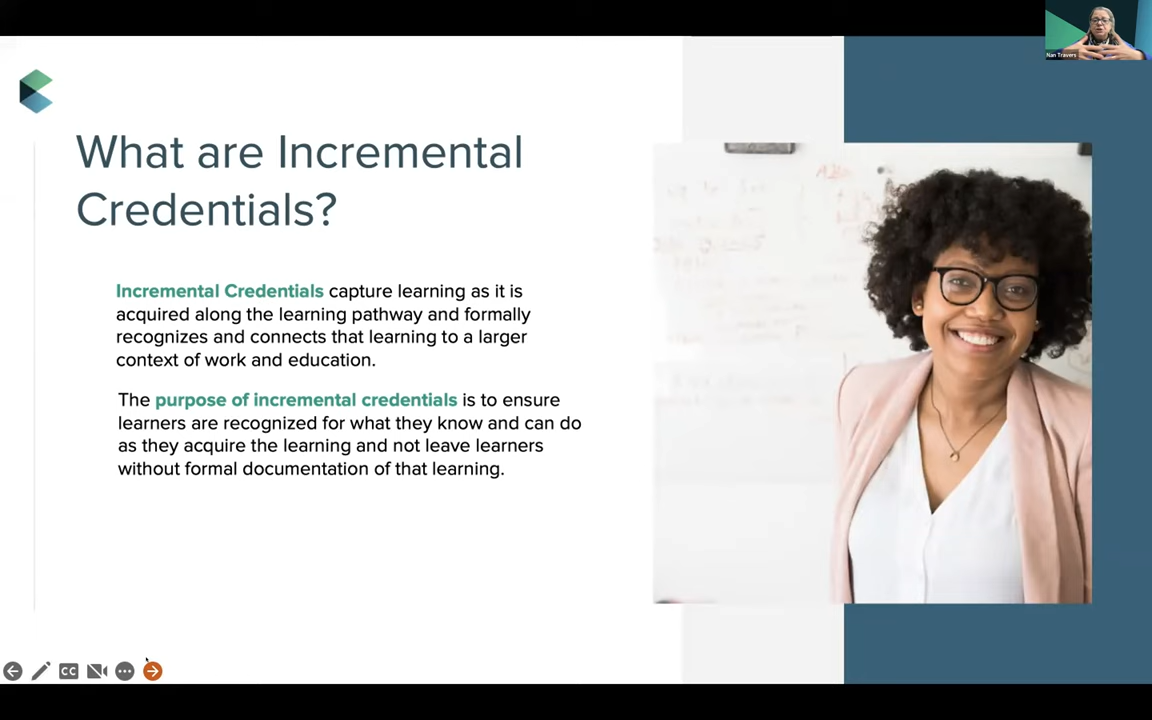 Nan Travers
What are Incremental
Credentials?
Incremental Credentials capture learning as it is
acquired along the learning pathway and formally
recognizes and connects that learning to a larger
context of work and education.
The purpose of incremental credentials is to ensure
learners are recognized for what they know and can do
as they acquire the learning and not leave learners
without formal documentation of that learning.
CC